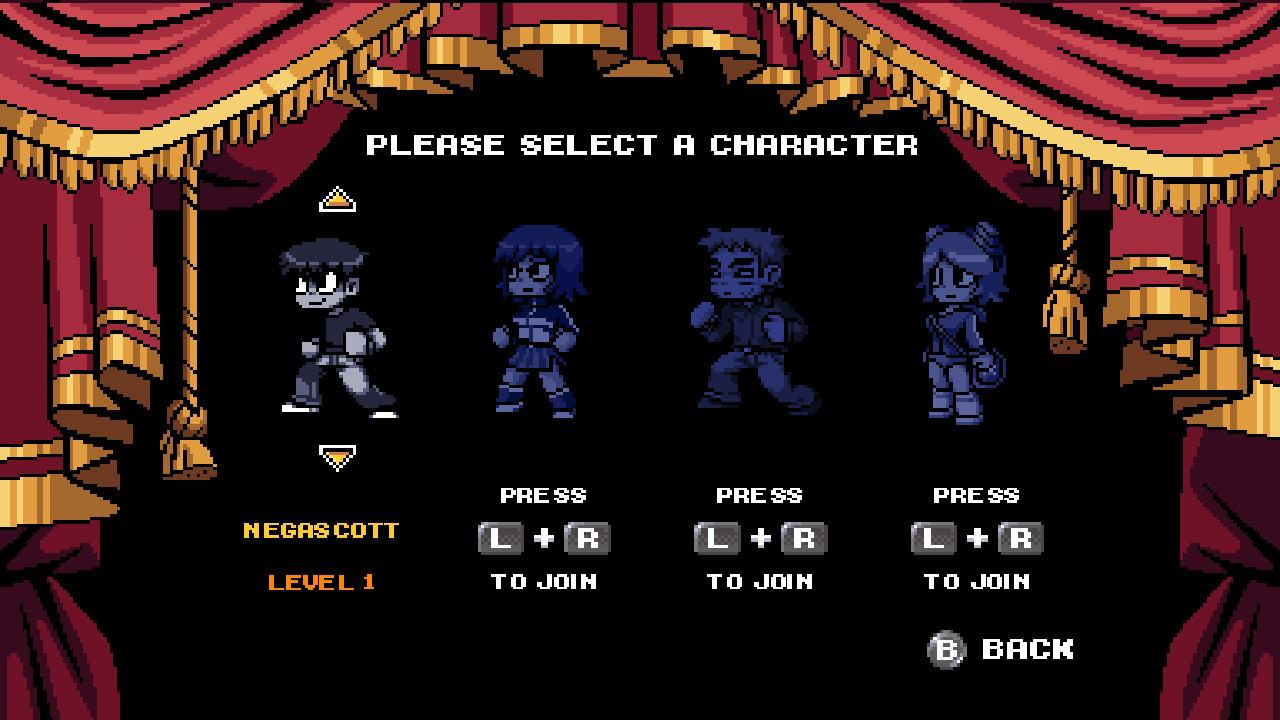 PLEASE SELECT A CHARACTER
PRESS PRESS PRESS
NEGASCOTT L + R L + R L + R
LEVEL 1 TO JOIN TO JOIN TO JOIN
B BACK